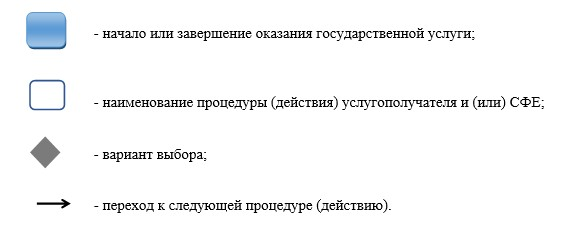 - начало или завершение оказания государственной услуги;
- наименование процедуры (действия) услугополучателя и (или) СФЕ;
- вариант выбора;
- переход к следующей процедуре (действию).